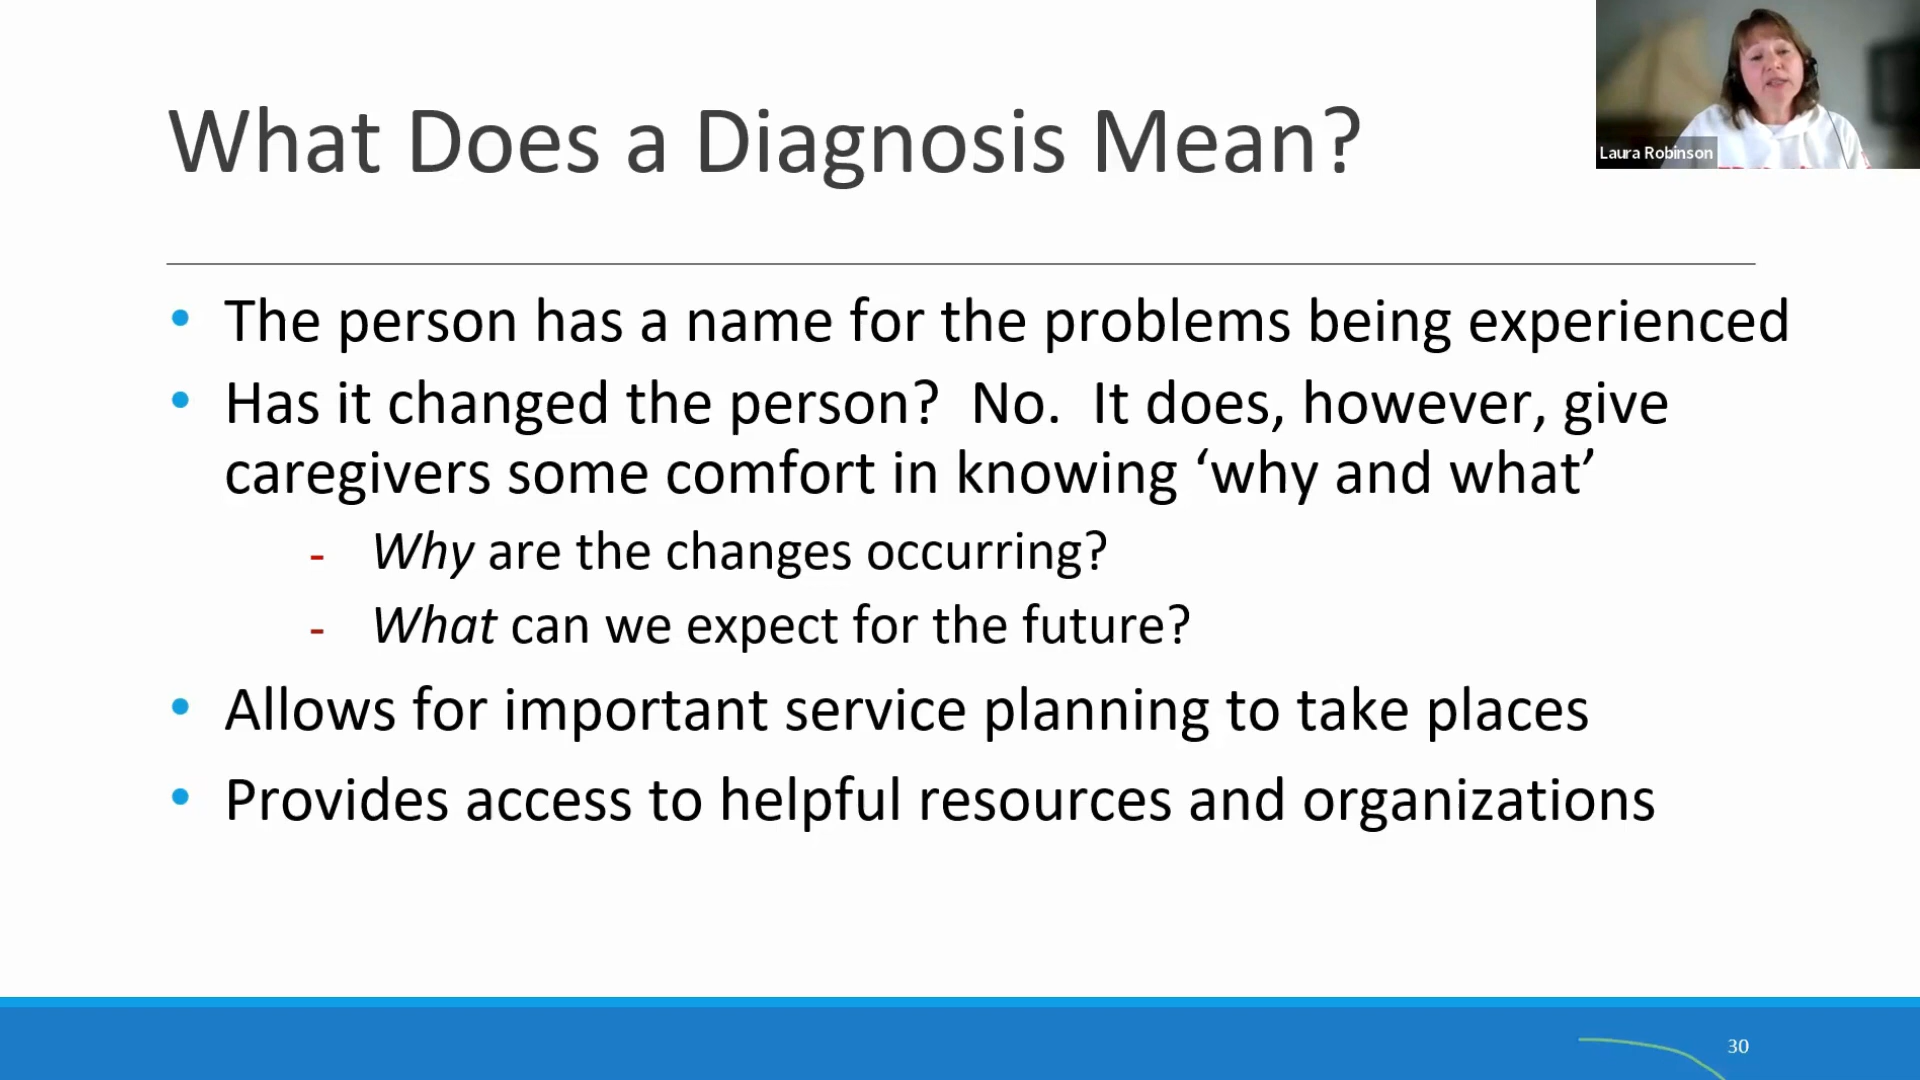 What Does a Diagnosis Mean?
Laura Robinson
• The person has a name for the problems being experienced
• Has it changed the person?  No.  It does, however, give
caregivers some comfort in knowing ‘why and what’
- Why are the changes occurring?
- What can we expect for the future?
• Allows for important service planning to take places
• Provides access to helpful resources and organizations
30